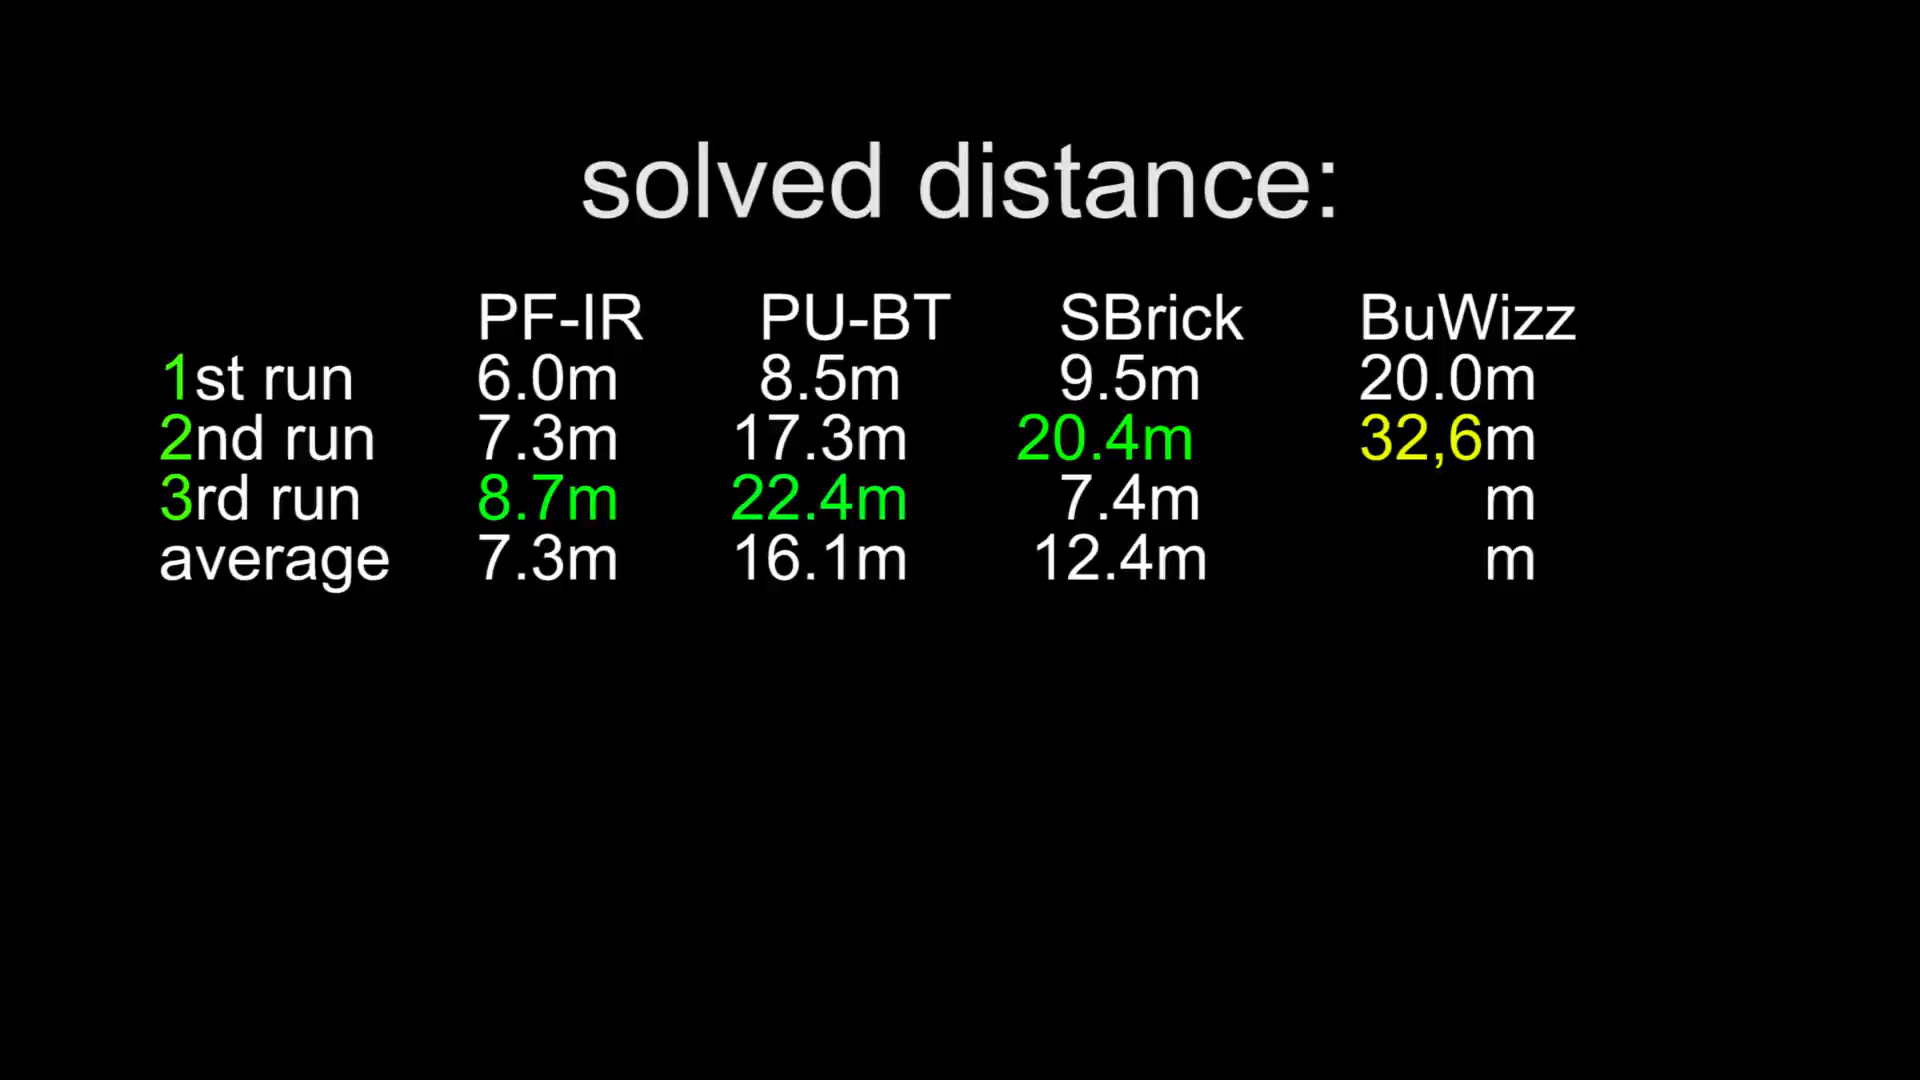 solved distance:
PF-IR PU-BT SBrick BuWizz
1st run 6.0m 8.5m 9.5m 20.0m
2nd run 7.3m 17.3m 20.4m 32,6m
3rd run 8.7m 22.4m 7.4m m
average 7.3m 16.1m 12.4m m